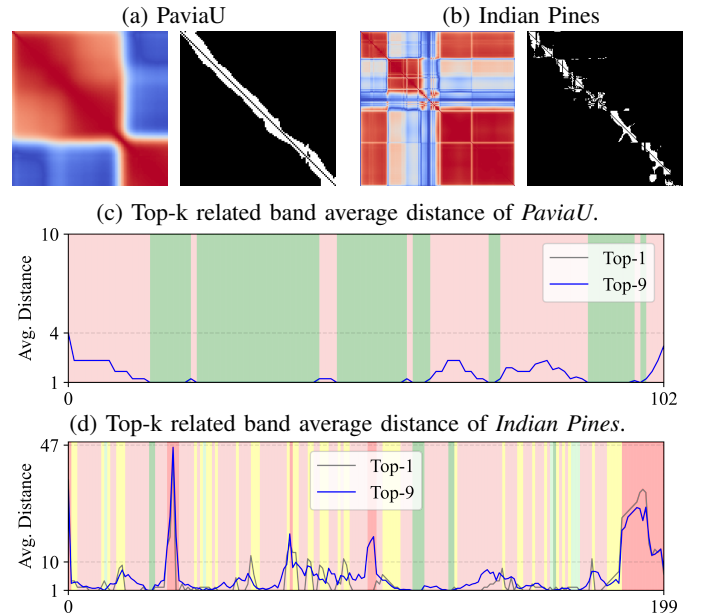 (a) PaviaU
(b) Indian Pines
(c) Top-k related band average distance of PaviaU.
10
Top-1
Top-9
Avg. Distance
4
1
0
102
(d) Top-k related band average distance of Indian Pines.
47
Top-1
Top-9
Avg. Distance
10
1
0
199